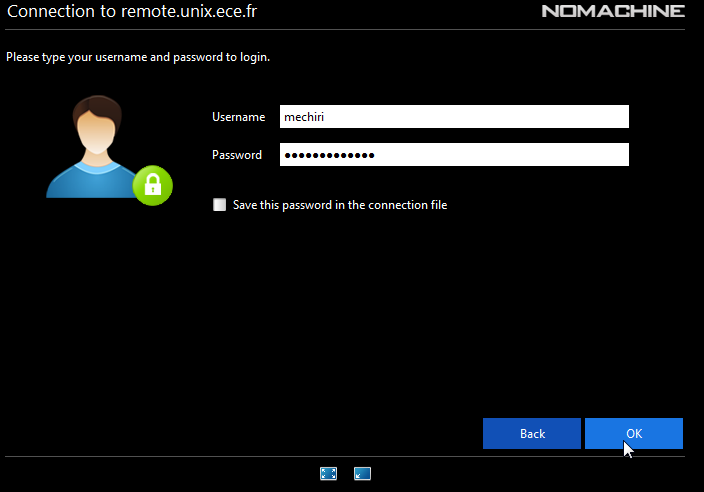 Connection to remote.unix.ece.fr
NOMACHINE
Please type your username and password to login.
Username
mechiri
Password
●●●●●●●●●●●●●
Save this password in the connection file
Back
OK